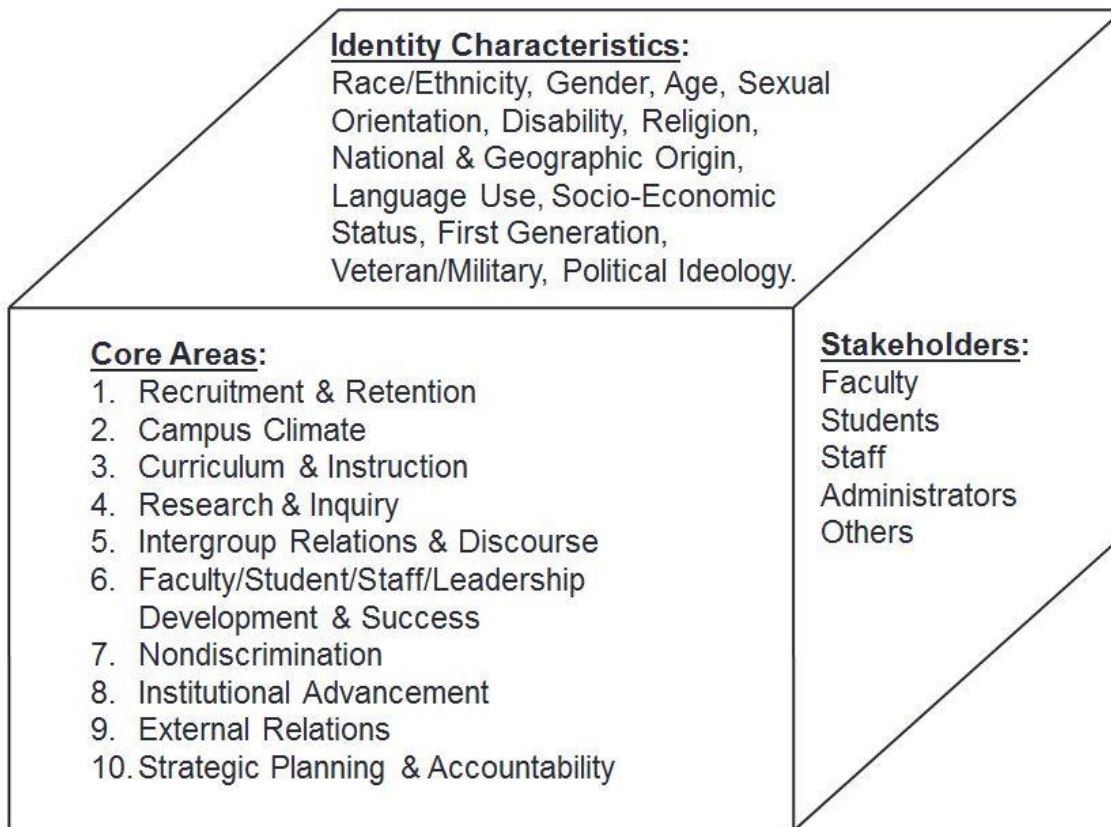 Identity Characteristics:
Race/Ethnicity, Gender, Age, Sexual
Orientation, Disability, Religion,
National & Geographic Origin,
Language Use, Socio-Economic
Status, First Generation,
Veteran/Military, Political Ideology.
Core Areas:
1. Recruitment & Retention
2. Campus Climate
3. Curriculum & Instruction
4. Research & Inquiry
5. Intergroup Relations & Discourse
6. Faculty/Student/Staff/Leadership
Development & Success
7. Nondiscrimination
8. Institutional Advancement
9. External Relations
10. Strategic Planning & Accountability
Stakeholders:
Faculty
Students
Staff
Administrators
Others